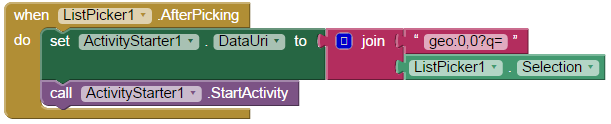 when ListPicker1 .AfterPicking
do set ActivityStarter1 . DataUri to join " geo:0,0?q= "
ListPicker1 . Selection
call ActivityStarter1 .StartActivity